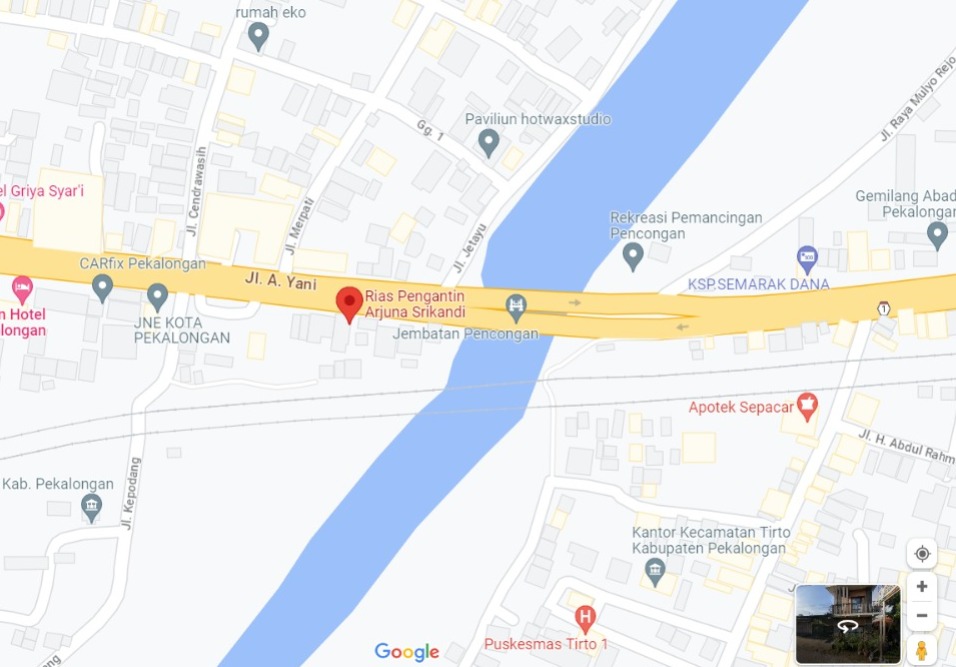 rumah eko
Paviliun hotwaxstudio
Gg. 1
Jl. Raya Mulyo Rejo
Jl. Cendrawasih
Jl. Merpati
Jl. Jetayu
el Griya Syar'i
Gemilang Abad
Pekalongan
Rekreasi Pemancingan
Pencongan
CARfix Pekalongan
Jl. A. Yani
KSP.SEMARAK DANA
Rias Pengantin
Arjuna Srikandi
n Hotel
longan
JNE KOTA
PEKALONGAN
Jembatan Pencongan
1
Apotek Sepacar
Jl. H. Abdul Rahm
Jl. Kepodang
Kab. Pekalongan
Kantor Kecamatan Tirto
Kabupaten Pekalongan
H
Puskesmas Tirto 1
J
ng
Google